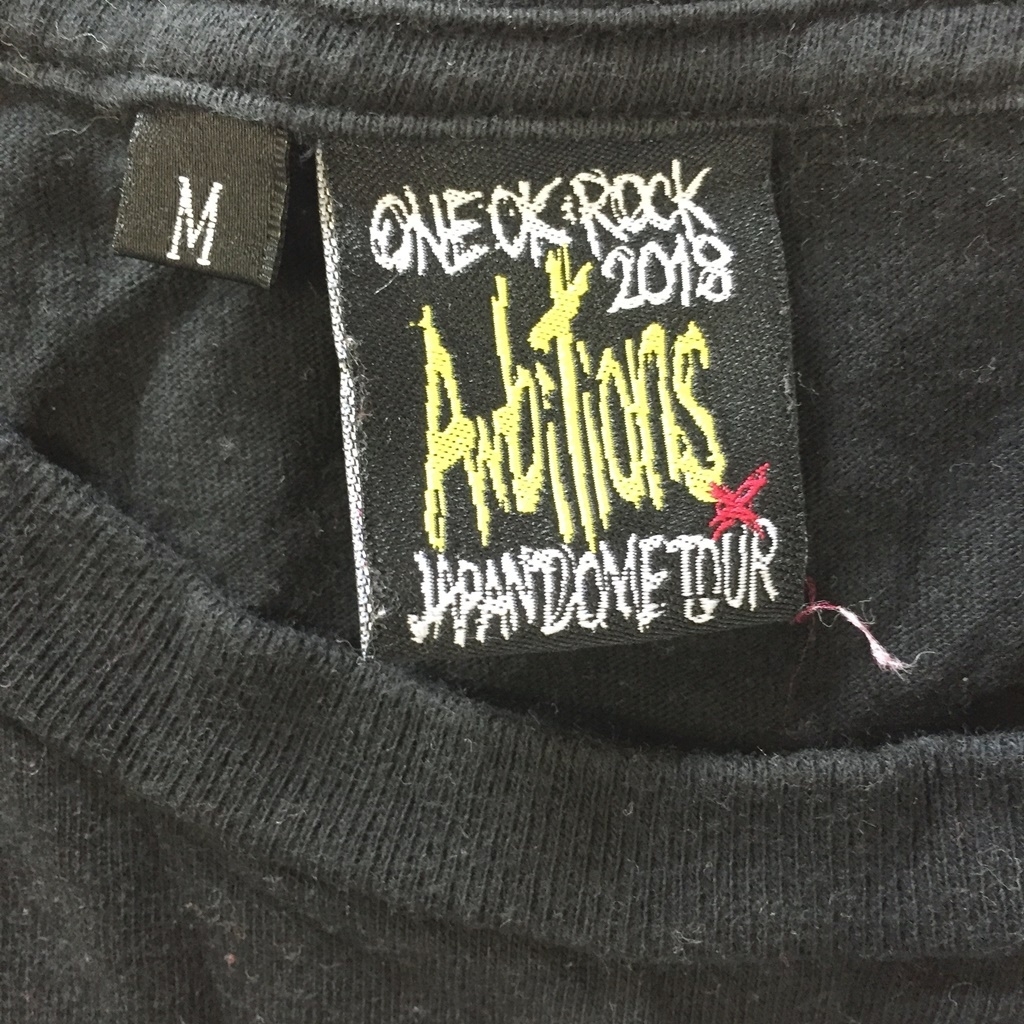 M
ONE OK ROCK
2018
Ambitions
JAPAN DOME TOUR